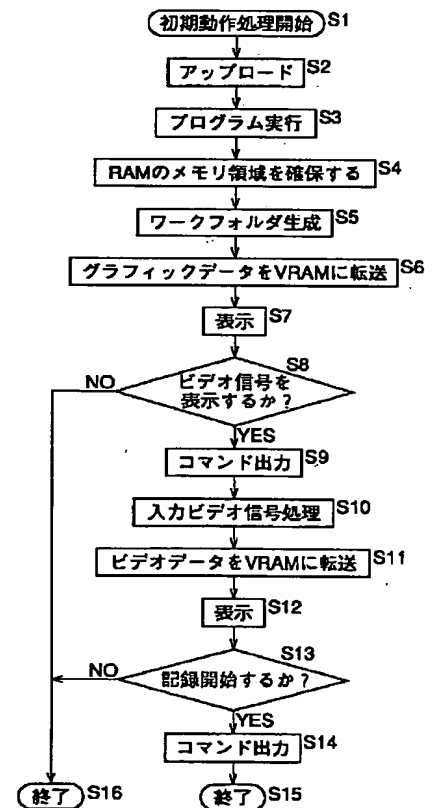 初期動作処理開始 S1
アップロード S2
プログラム実行 S3
RAMのメモリ領域を確保する S4
ワークフォルダ生成 S5
グラフィックデータをVRAMに転送 S6
表示 S7
S8
NO
ビデオ信号を
表示するか?
YES
コマンド出力 S9
入力ビデオ信号処理 S10
ビデオデータをVRAMに転送 S11
表示 S12
S13
NO
記録開始するか?
YES
コマンド出力 S14
終了 S16
終了 S15